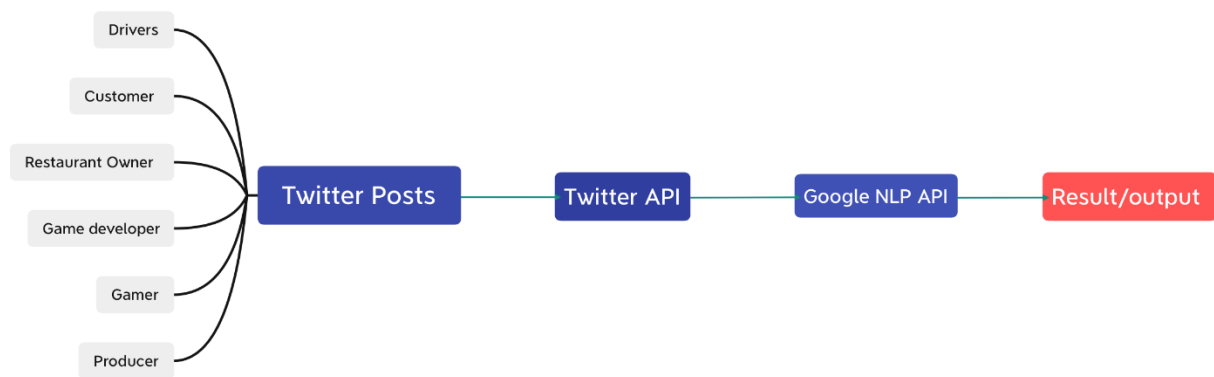 Drivers
Customer
Restaurant Owner
Game developer
Gamer
Producer
Twitter Posts
Twitter API
Google NLP API
Result/output